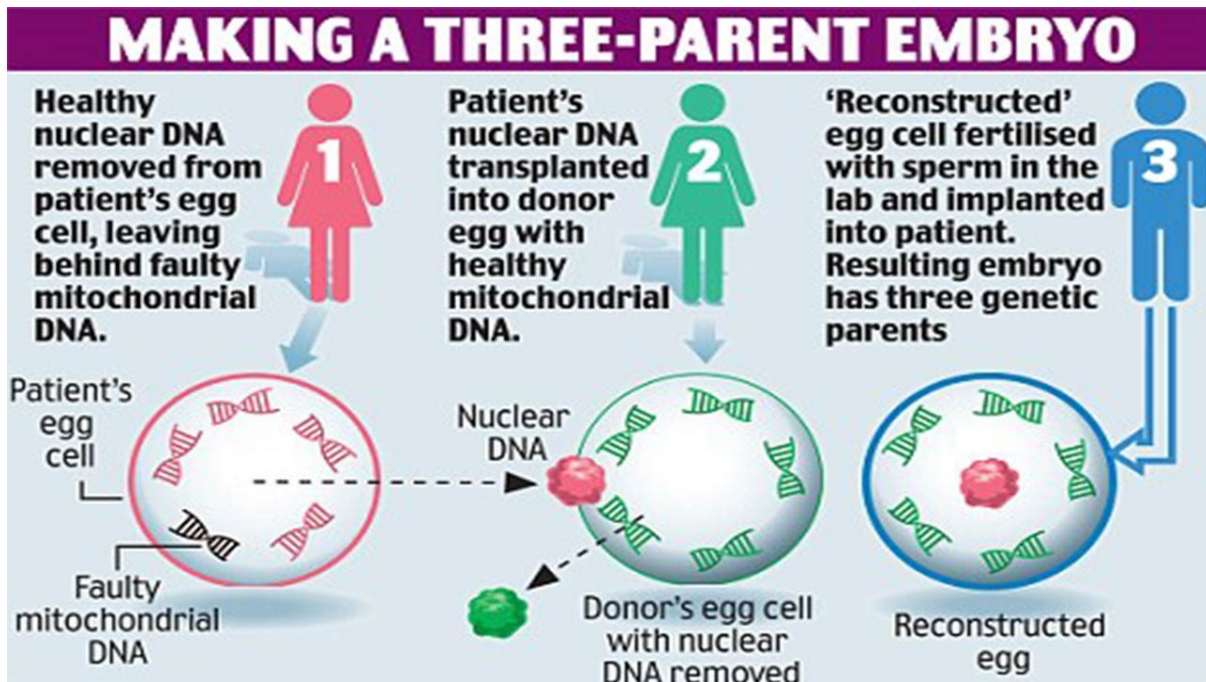 MAKING A THREE-PARENT EMBRYO
Healthy
nuclear DNA
removed from
patient's egg
cell, leaving
behind faulty
mitochondrial
DNA.
1
Patient's
nuclear DNA
transplanted
into donor
egg with
healthy
mitochondrial
DNA.
2
‘Reconstructed’
egg cell fertilised
with sperm in the
lab and implanted
into patient.
Resulting embryo
has three genetic
parents
3
Patient's
egg
cell
Faulty
mitochondrial
DNA
Nuclear
DNA
Donor's egg cell
with nuclear
DNA removed
Reconstructed
egg